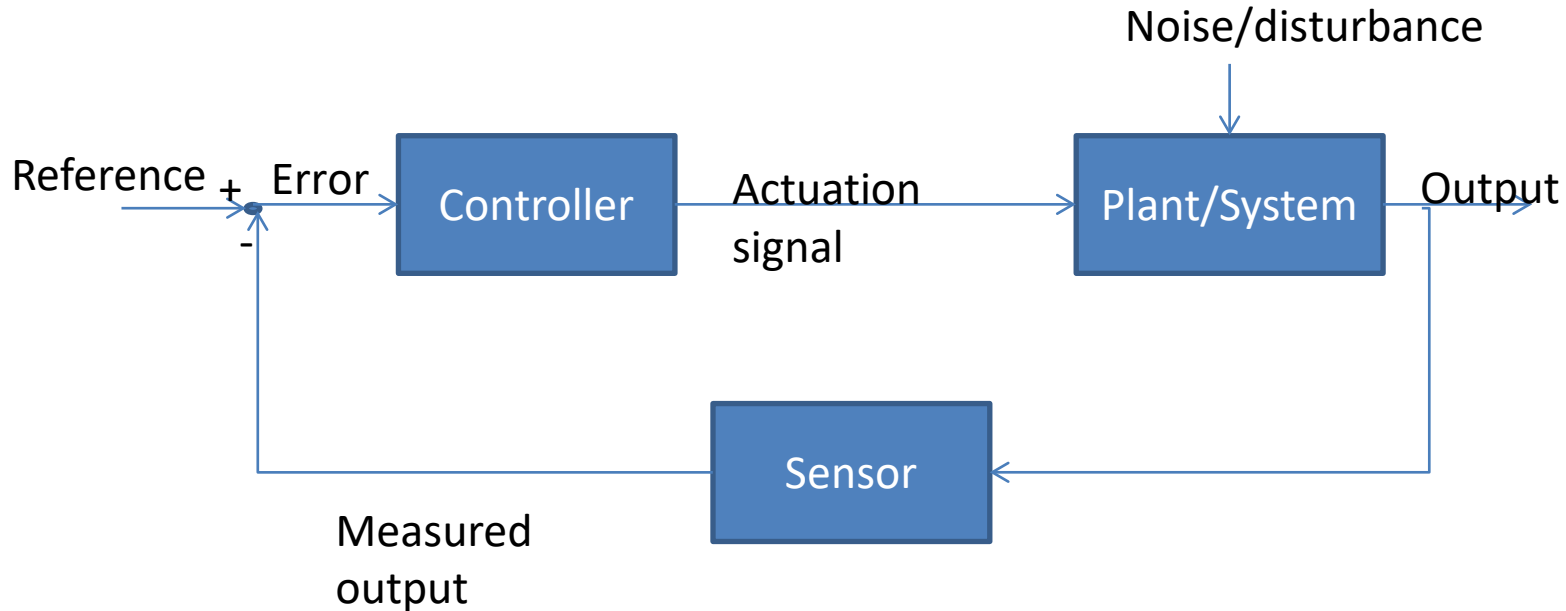 Noise/disturbance
Reference
+
Error
Controller
Actuation
signal
Plant/System
Output
-
Sensor
Measured
output